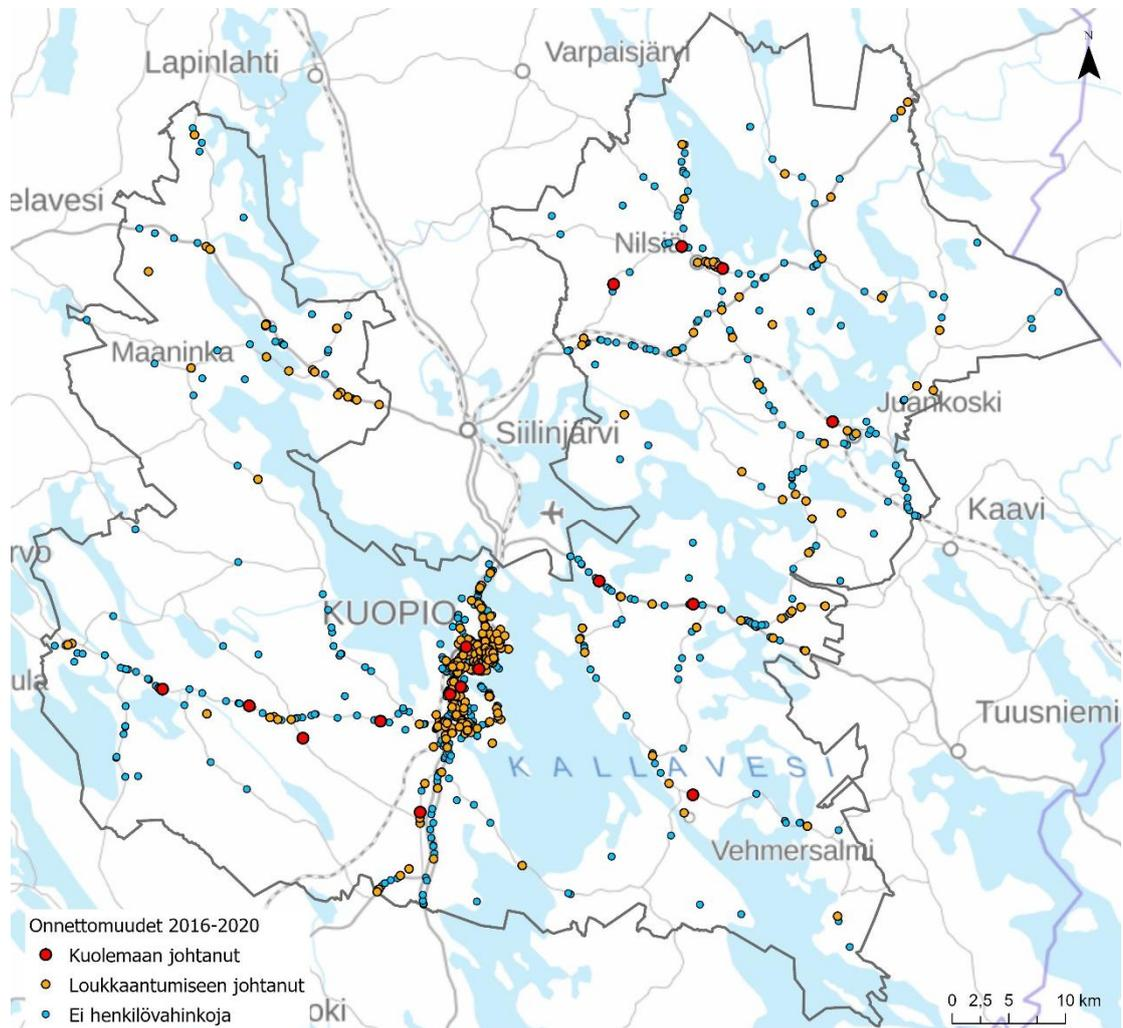 N
Lapinlahti
Varpaisjärvi
elavesi
Nilsiä
Maaninka
Juankoski
Siilinjärvi
Kaavi
rvo
KUOPIO
ula
Tuusniemi
KALLAVESI
Vehmersalmi
Onnettomuudet 2016-2020
Kuolemaan johtanut
Loukkaantumiseen johtanut
Ei henkilövahinkoja
oki
0 2,5 5 10 km